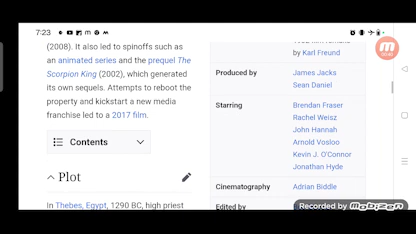 7:23
(2008). It also led to spinoffs such as
an animated series and the prequel The
Scorpion King (2002), which generated
its own sequels. Attempts to reboot the
property and kickstart a new media
franchise led to a 2017 film.
Contents
Plot
In Thebes, Egypt, 1290 BC, high priest
by Karl Freund
Produced by
James Jacks
Sean Daniel
Starring
Brendan Fraser
Rachel Weisz
John Hannah
Arnold Vosloo
Kevin J. O'Connor
Jonathan Hyde
Cinematography
Adrian Biddle
Edited by
Recorded by Mobizen